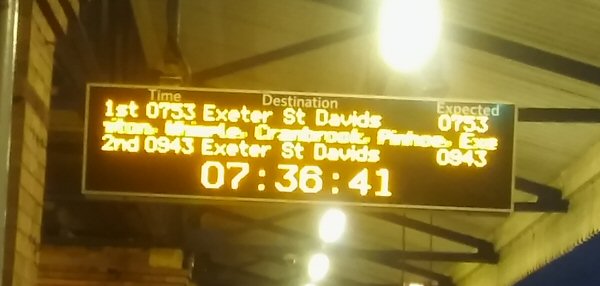 Time Destination Expected
1st 0753 Exeter St Davids 0753
ston, Whimple, Cranbrook, Pinhoe, Exe
2nd 0943 Exeter St Davids 0943
07:36:41